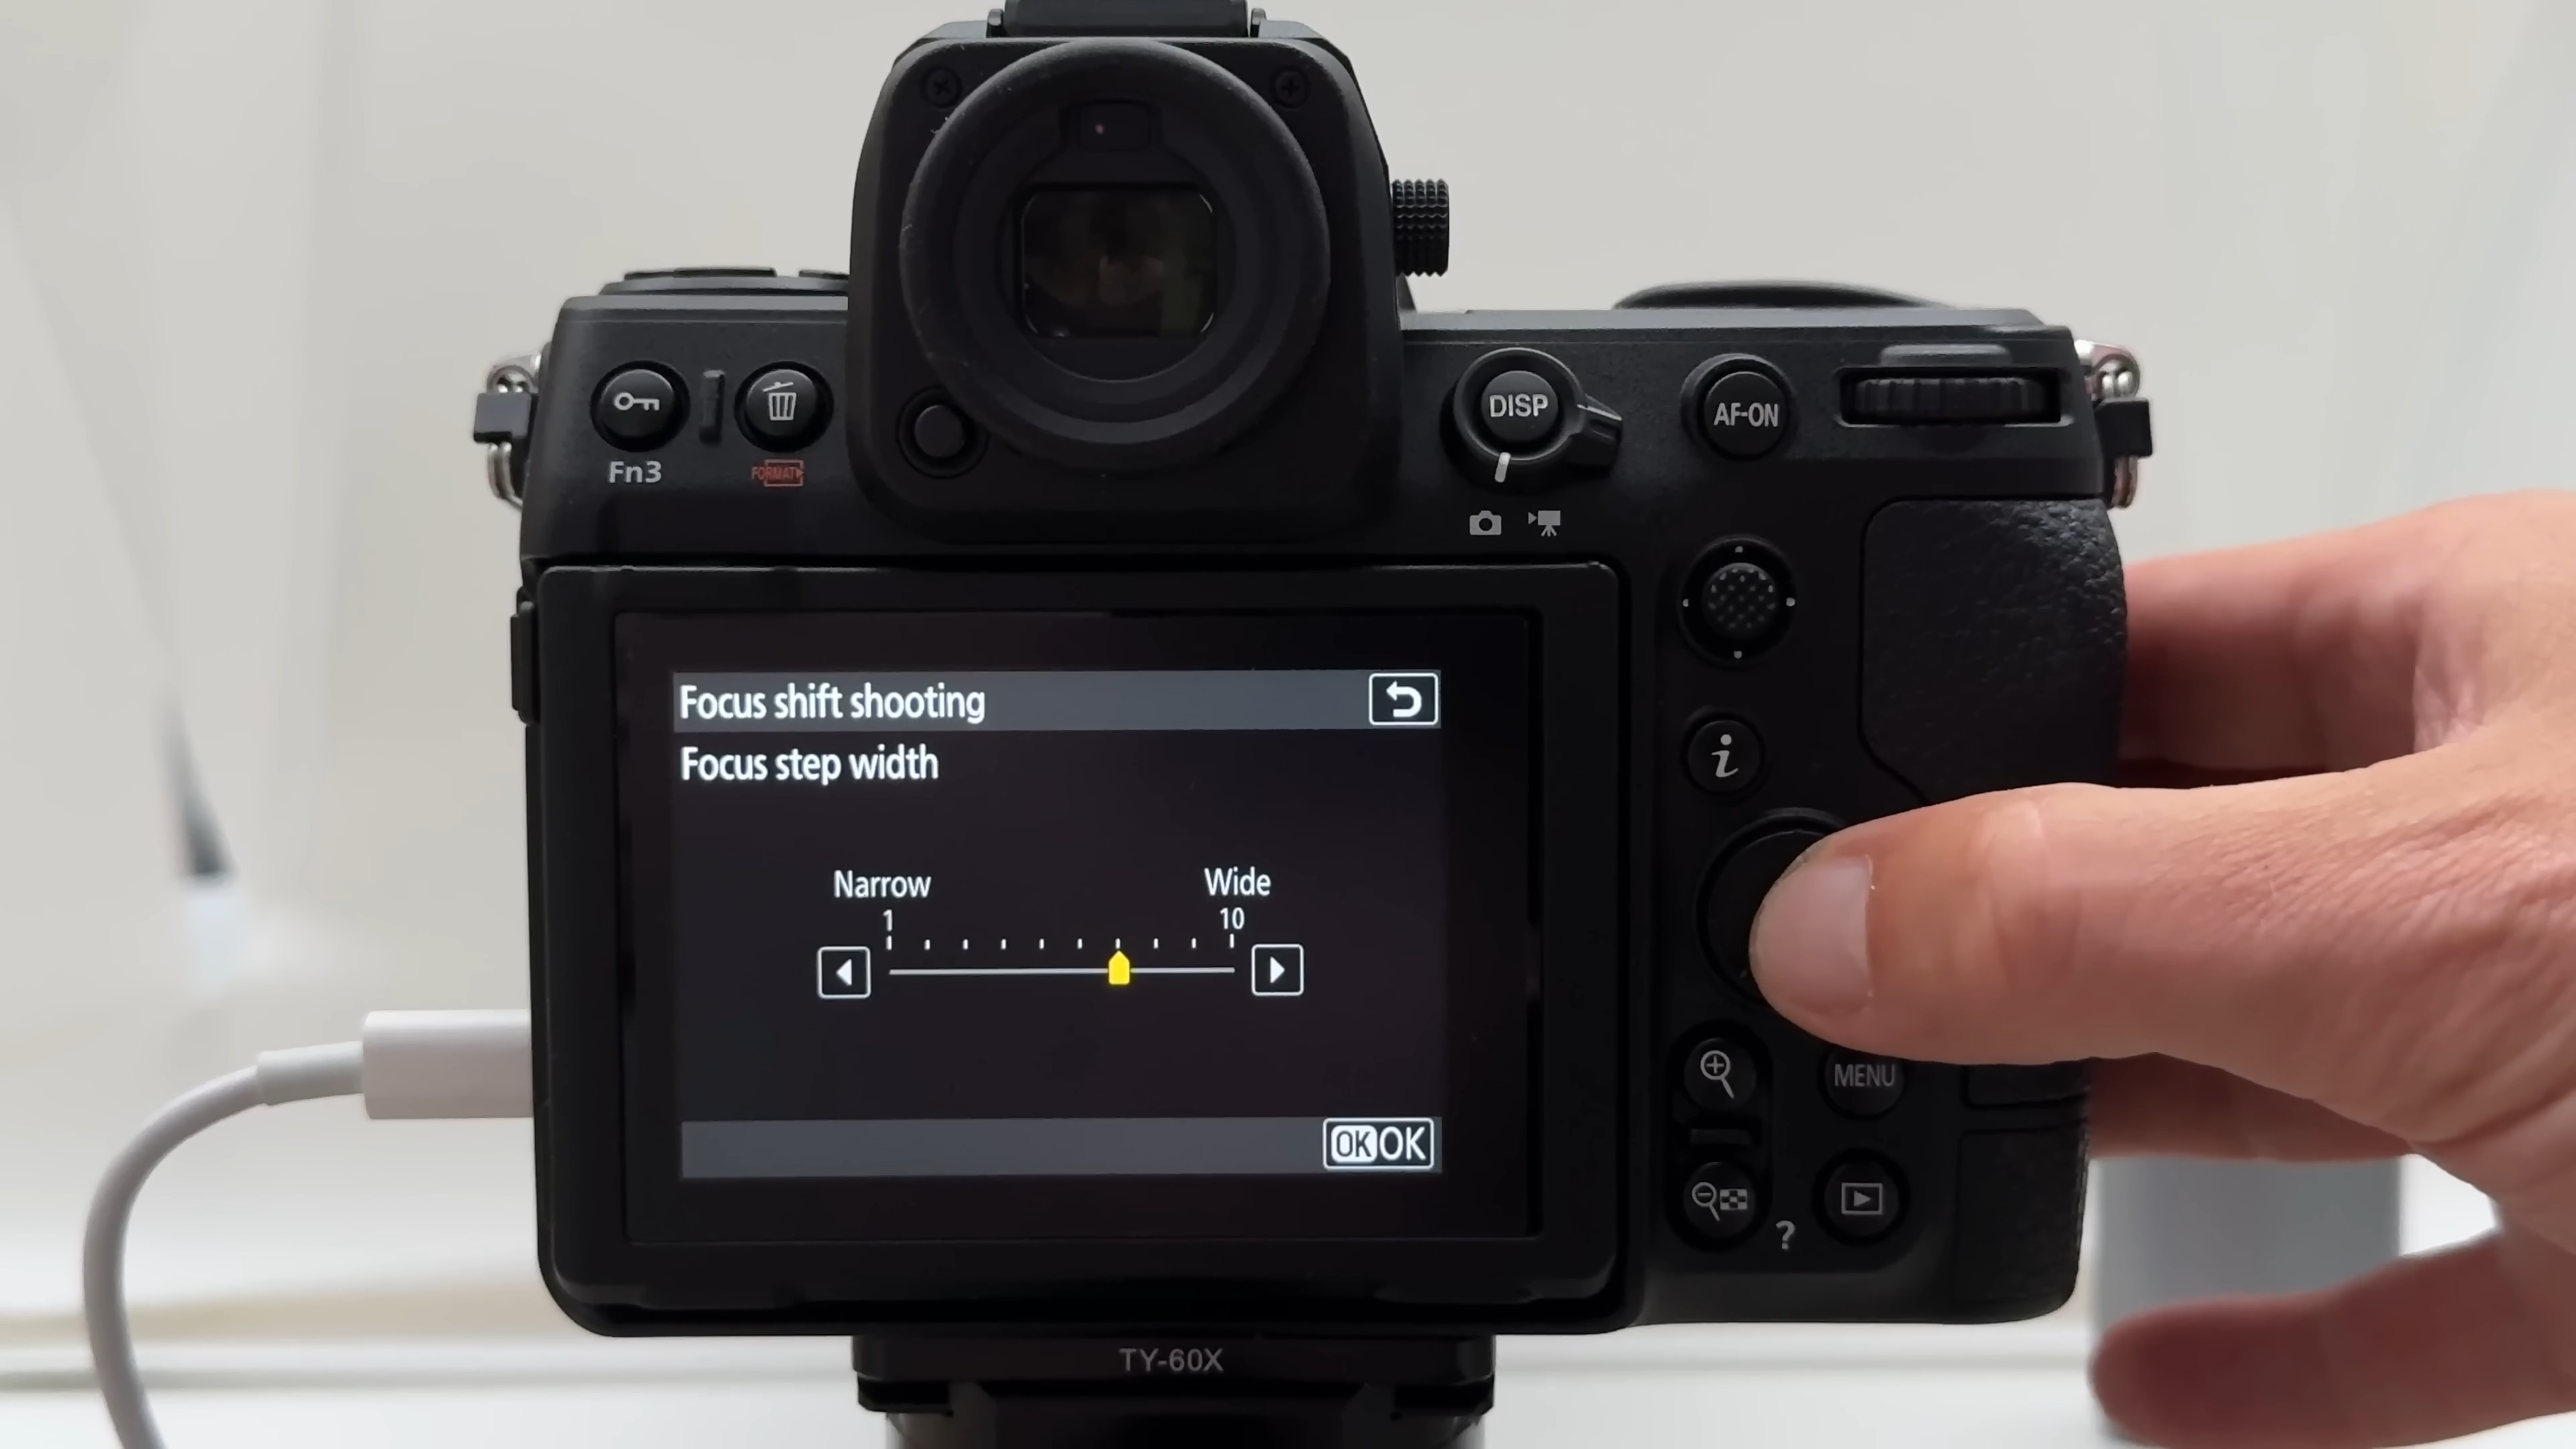 DISP
AF-ON
Fn3
FORMAT
Focus shift shooting
Focus step width
i
Narrow
Wide
1
10
OK OK
MENU
?
TY-60X